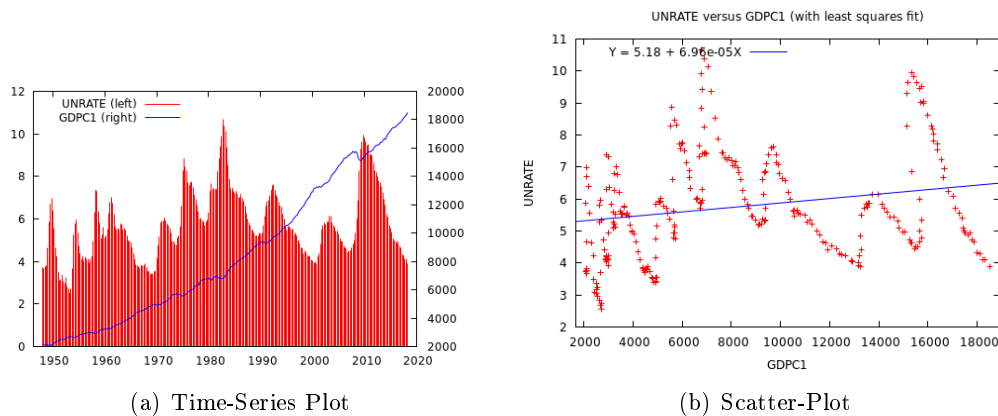 12
10
8
6
4
2
0
UNRATE (left)
GDPC1 (right)
20000
18000
16000
14000
12000
10000
8000
6000
4000
2000
1950 1960 1970 1980 1990 2000 2010 2020
(a) Time-Series Plot
UNRATE versus GDPC1 (with least squares fit)
Y = 5.18 + 6.96e-05X
UNRATE
11
10
9
8
7
6
5
4
3
2
2000 4000 6000 8000 10000 12000 14000 16000 18000
GDPC1
(b) Scatter-Plot